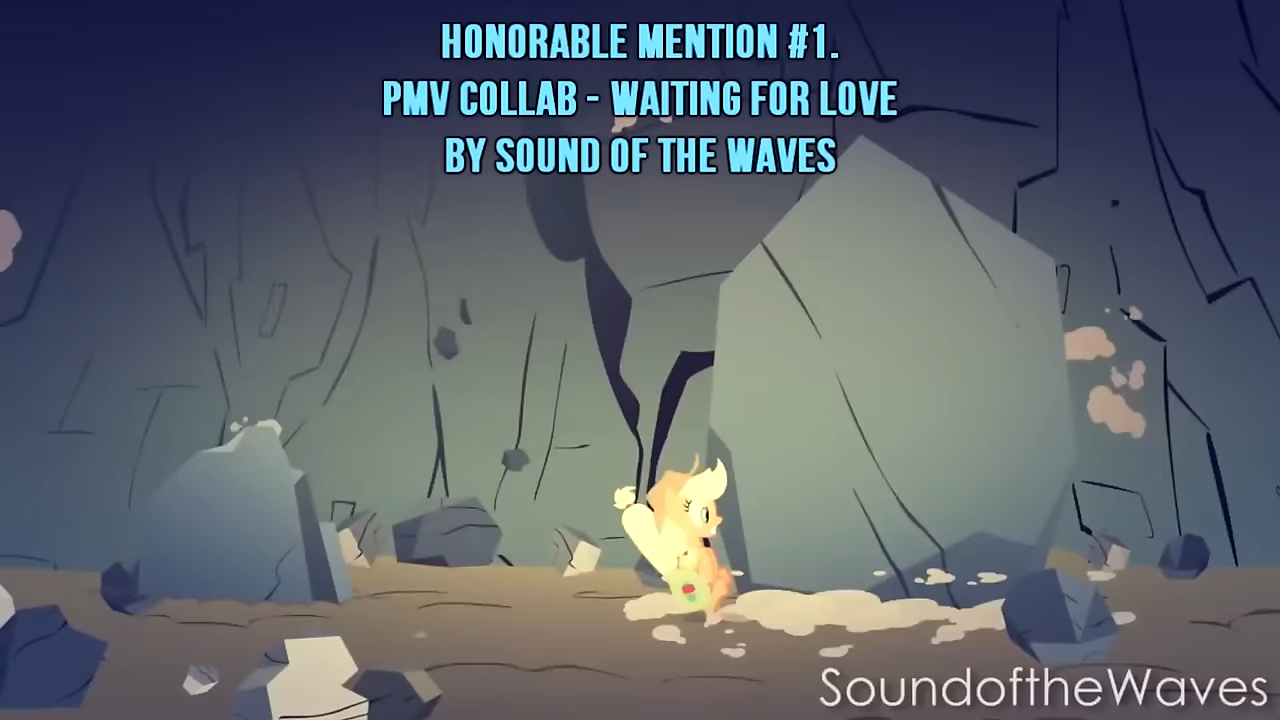 HONORABLE MENTION #1.
PMV COLLAB - WAITING FOR LOVE
BY SOUND OF THE WAVES
SoundoftheWaves